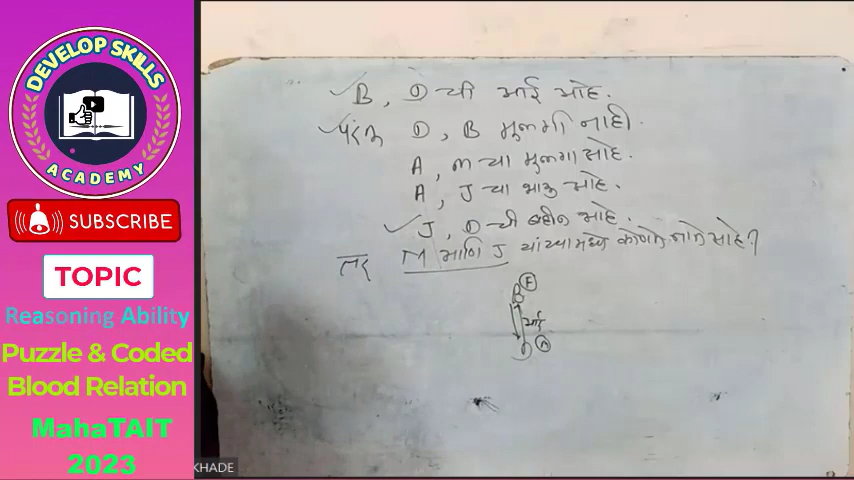 DEVELOP SKILLS
ACADEMY
SUBSCRIBE
TOPIC
Reasoning Ability
Puzzle & Coded
Blood Relation
MahaTAIT
2023
B, D ची आई आहे.
परंतु D, B मुलगी नाही.
A, M चा मुलगा आहे.
A, J चा भाऊ आहे.
J, D ची बहीण आहे.
तर M आणि J यांच्यामध्ये कोणते नाते आहे?
B F
आई
D
KHADE